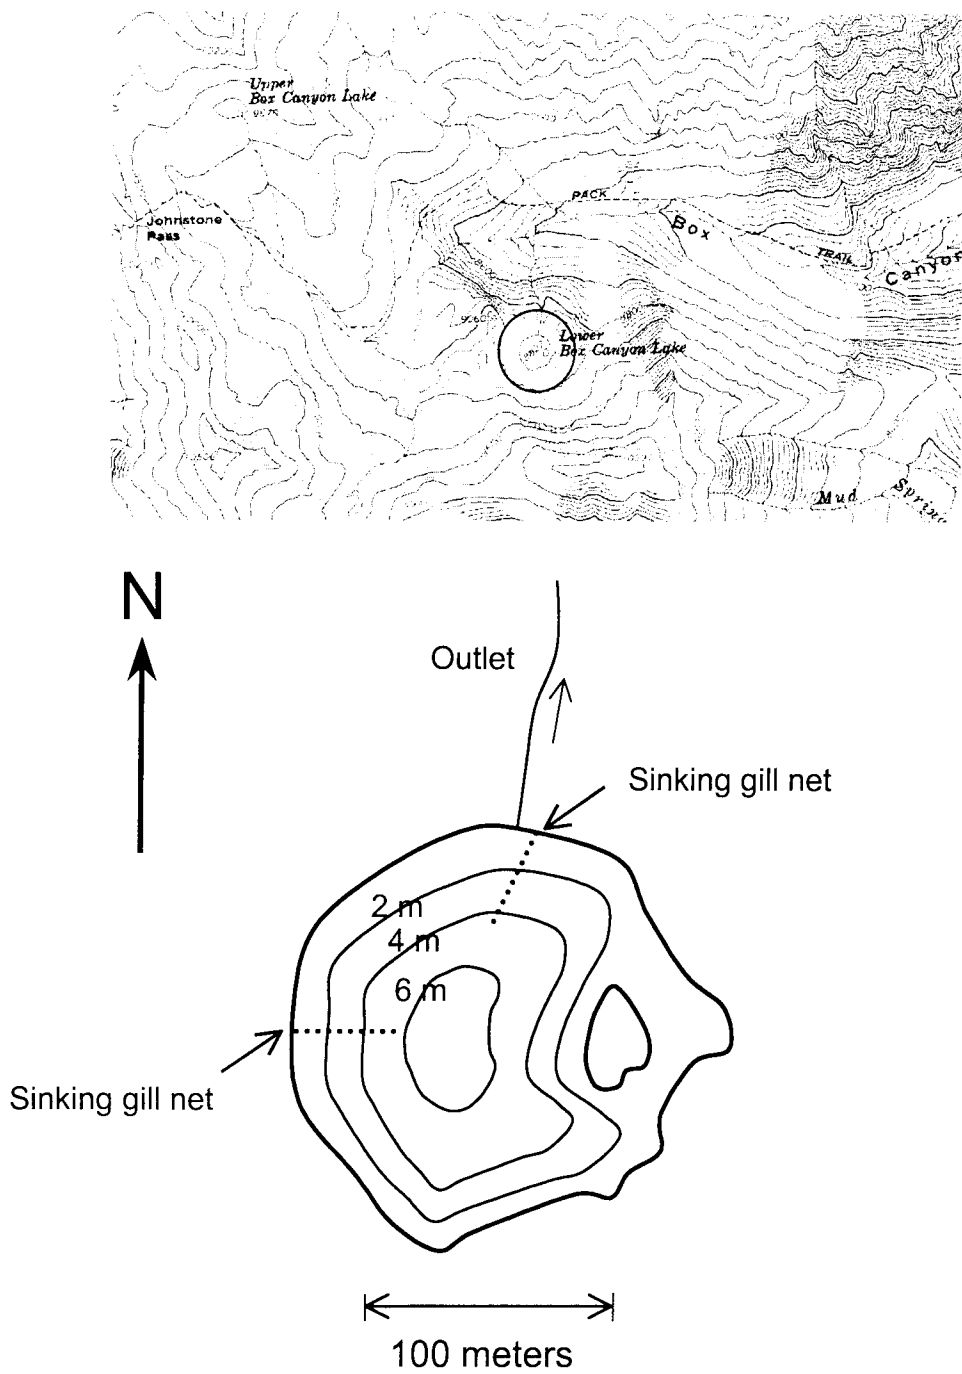 Upper
Box Canyon Lake
Johnstone
Pass
PACK
Box
TRAIL
Canyon
Lower
Box Canyon Lake
Mud
N
Outlet
Sinking gill net
2 m
4 m
6 m
Sinking gill net
100 meters